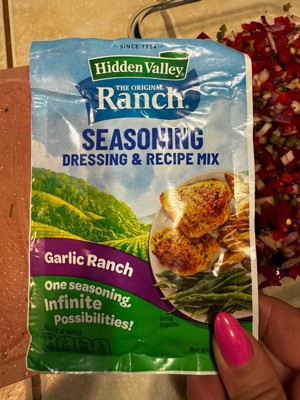 SINCE 1954
Hidden Valley®
THE ORIGINAL
Ranch®
SEASONING
DRESSING & RECIPE MIX
Garlic Ranch
One seasoning,
Infinite
Possibilities!